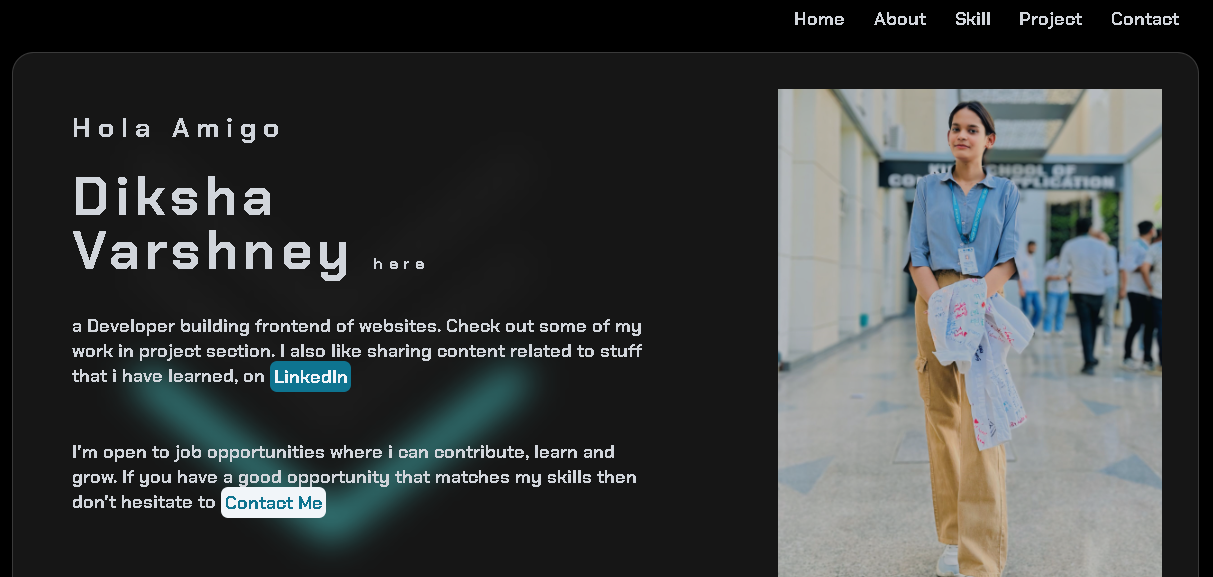 Home About Skill Project Contact
Hola Amigo
Diksha
Varshney here
a Developer building frontend of websites. Check out some of my
work in project section. I also like sharing content related to stuff
that i have learned, on LinkedIn
I'm open to job opportunities where i can contribute, learn and
grow. If you have a good opportunity that matches my skills then
don't hesitate to Contact Me
SCHOOL OF
APPLICATION